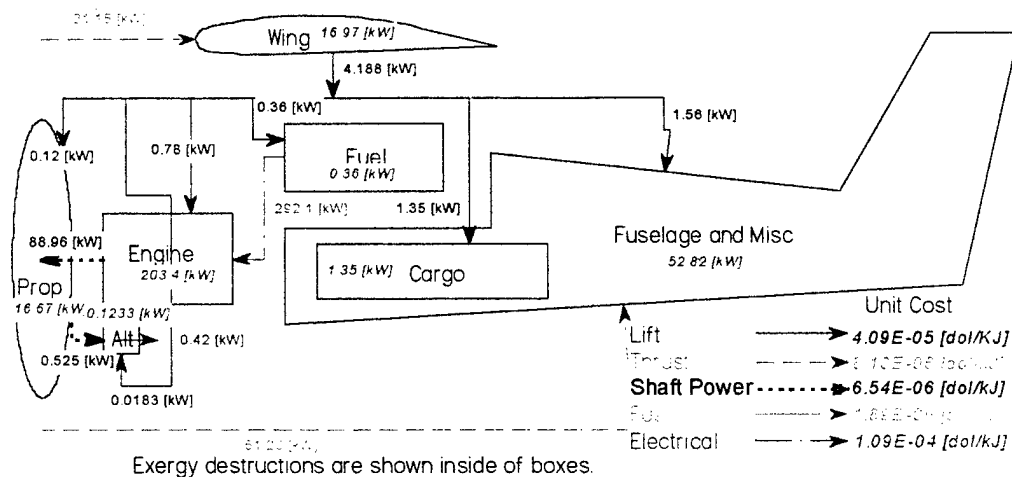 Wing 16 97 [kW]
4.188 [kW]
0.36 [kW]
1.56 [kW]
0.12 [kW]
0.78 [kW]
Fuel
0 36 [kW]
292 1 [kW]
1.35 [kW]
88.96 [kW]
Engine
203 4 [kW]
Fuselage and Misc
52 82 [kW]
1 35 [kW]
Cargo
Prop
0.1233 [kW]
Alt
0.42 [kW]
0.525 [kW]
0.0183 [kW]
Unit Cost
Lift 4.09E-05 [dol/KJ]
Thrust
Shaft Power 6.54E-06 [dol/kJ]
Electrical 1.09E-04 [dol/kJ]
Exergy destructions are shown inside of boxes.